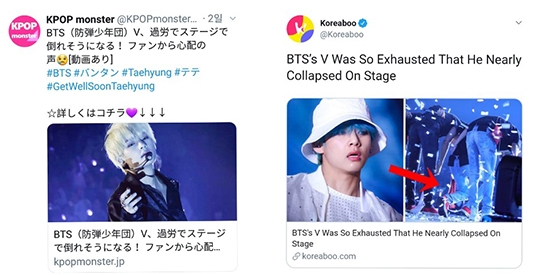 KPOP
monster
KPOP monster @KPOPmonster... · 2일
BTS（防弾少年団）V、過労でステージで
倒れそうになる！ ファンから心配の
声😢[動画あり]
#BTS #バンタン #Taehyung #テテ
#GetWellSoonTaehyung
☆詳しくはコチラ💜↓↓↓
BTS（防弾少年団）V、過労でステージ
で倒れそうになる！ ファンから心配...
kpopmonster.jp
Koreaboo
@Koreaboo
BTS's V Was So Exhausted That He Nearly
Collapsed On Stage
BTS's V Was So Exhausted That He Nearly Collapsed On
Stage
koreaboo.com